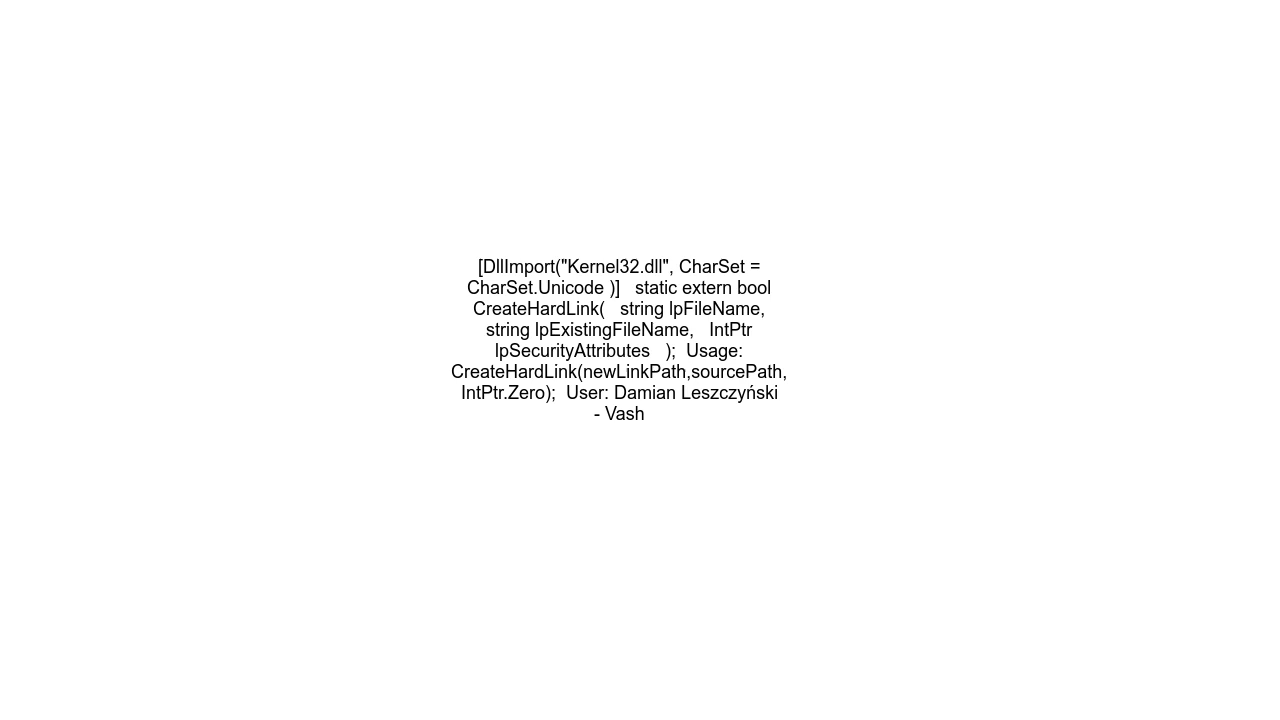 [DllImport("Kernel32.dll", CharSet =
CharSet.Unicode )]   static extern bool
CreateHardLink(   string lpFileName,
string lpExistingFileName,   IntPtr
lpSecurityAttributes   );  Usage:
CreateHardLink(newLinkPath,sourcePath,
IntPtr.Zero);  User: Damian Leszczyński
- Vash